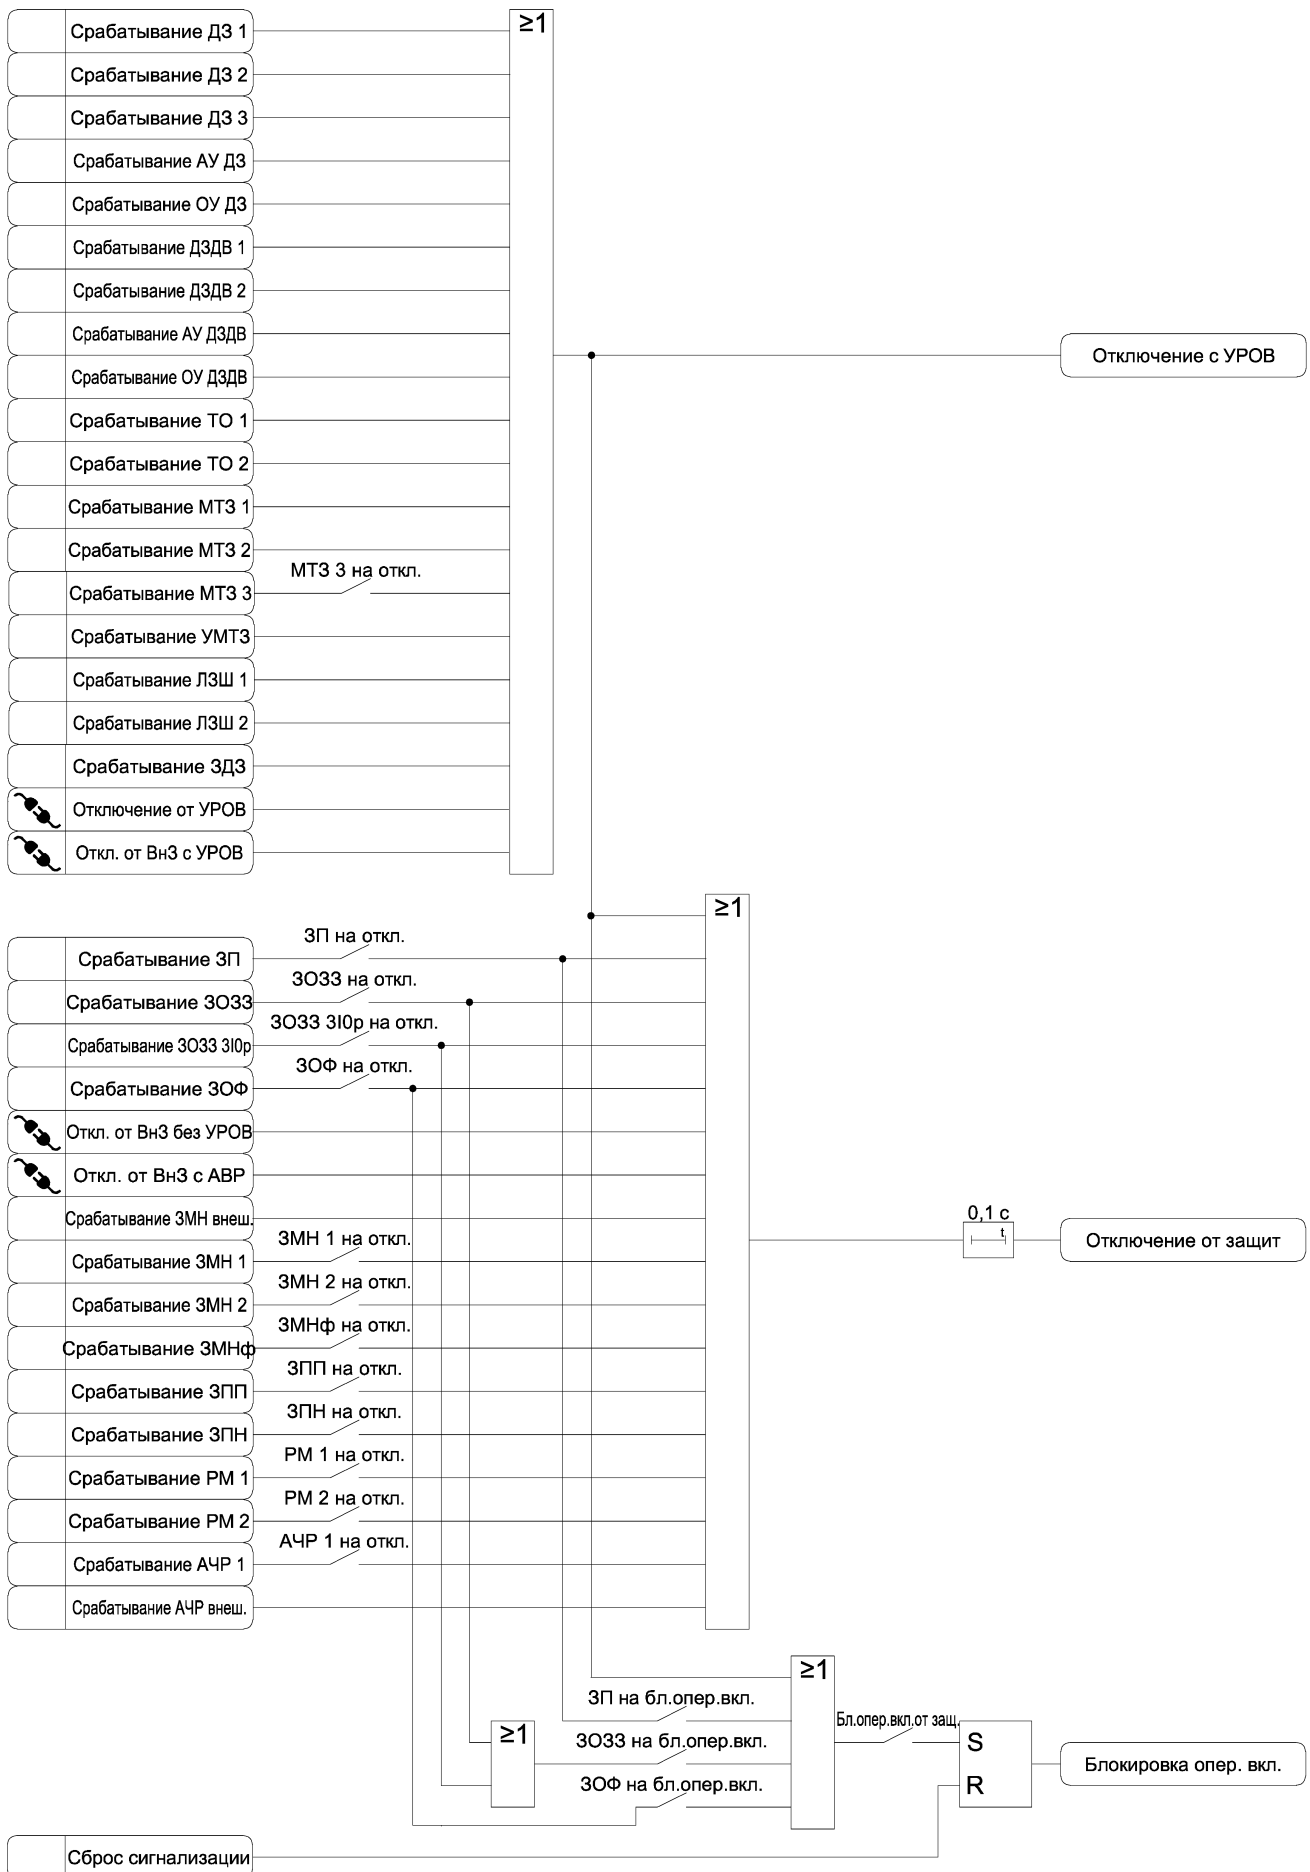 Срабатывание ДЗ 1
≥1
Срабатывание ДЗ 2
Срабатывание ДЗ 3
Срабатывание АУ ДЗ
Срабатывание ОУ ДЗ
Срабатывание ДЗДВ 1
Срабатывание ДЗДВ 2
Срабатывание АУ ДЗДВ
Отключение с УРОВ
Срабатывание ОУ ДЗДВ
Срабатывание ТО 1
Срабатывание ТО 2
Срабатывание МТЗ 1
Срабатывание МТЗ 2
МТЗ 3 на откл.
Срабатывание МТЗ 3
Срабатывание УМТЗ
Срабатывание ЛЗШ 1
Срабатывание ЛЗШ 2
Срабатывание ЗДЗ
Отключение от УРОВ
Откл. от ВнЗ с УРОВ
≥1
ЗП на откл.
Срабатывание ЗП
ЗОЗЗ на откл.
Срабатывание ЗОЗЗ
ЗОЗЗ 3I0р на откл.
Срабатывание ЗОЗЗ 3I0р
ЗОФ на откл.
Срабатывание ЗОФ
Откл. от ВнЗ без УРОВ
Откл. от ВнЗ с АВР
Срабатывание ЗМН внеш.
0,1 с
t
ЗМН 1 на откл.
Отключение от защит
Срабатывание ЗМН 1
ЗМН 2 на откл.
Срабатывание ЗМН 2
ЗМНф на откл.
Срабатывание ЗМНф
ЗПП на откл.
Срабатывание ЗПП
ЗПН на откл.
Срабатывание ЗПН
РМ 1 на откл.
Срабатывание РМ 1
РМ 2 на откл.
Срабатывание РМ 2
АЧР 1 на откл.
Срабатывание АЧР 1
Срабатывание АЧР внеш.
≥1
ЗП на бл.опер.вкл.
Бл.опер.вкл.от защ.
≥1
ЗОЗЗ на бл.опер.вкл.
S
Блокировка опер. вкл.
ЗОФ на бл.опер.вкл.
R
Сброс сигнализации